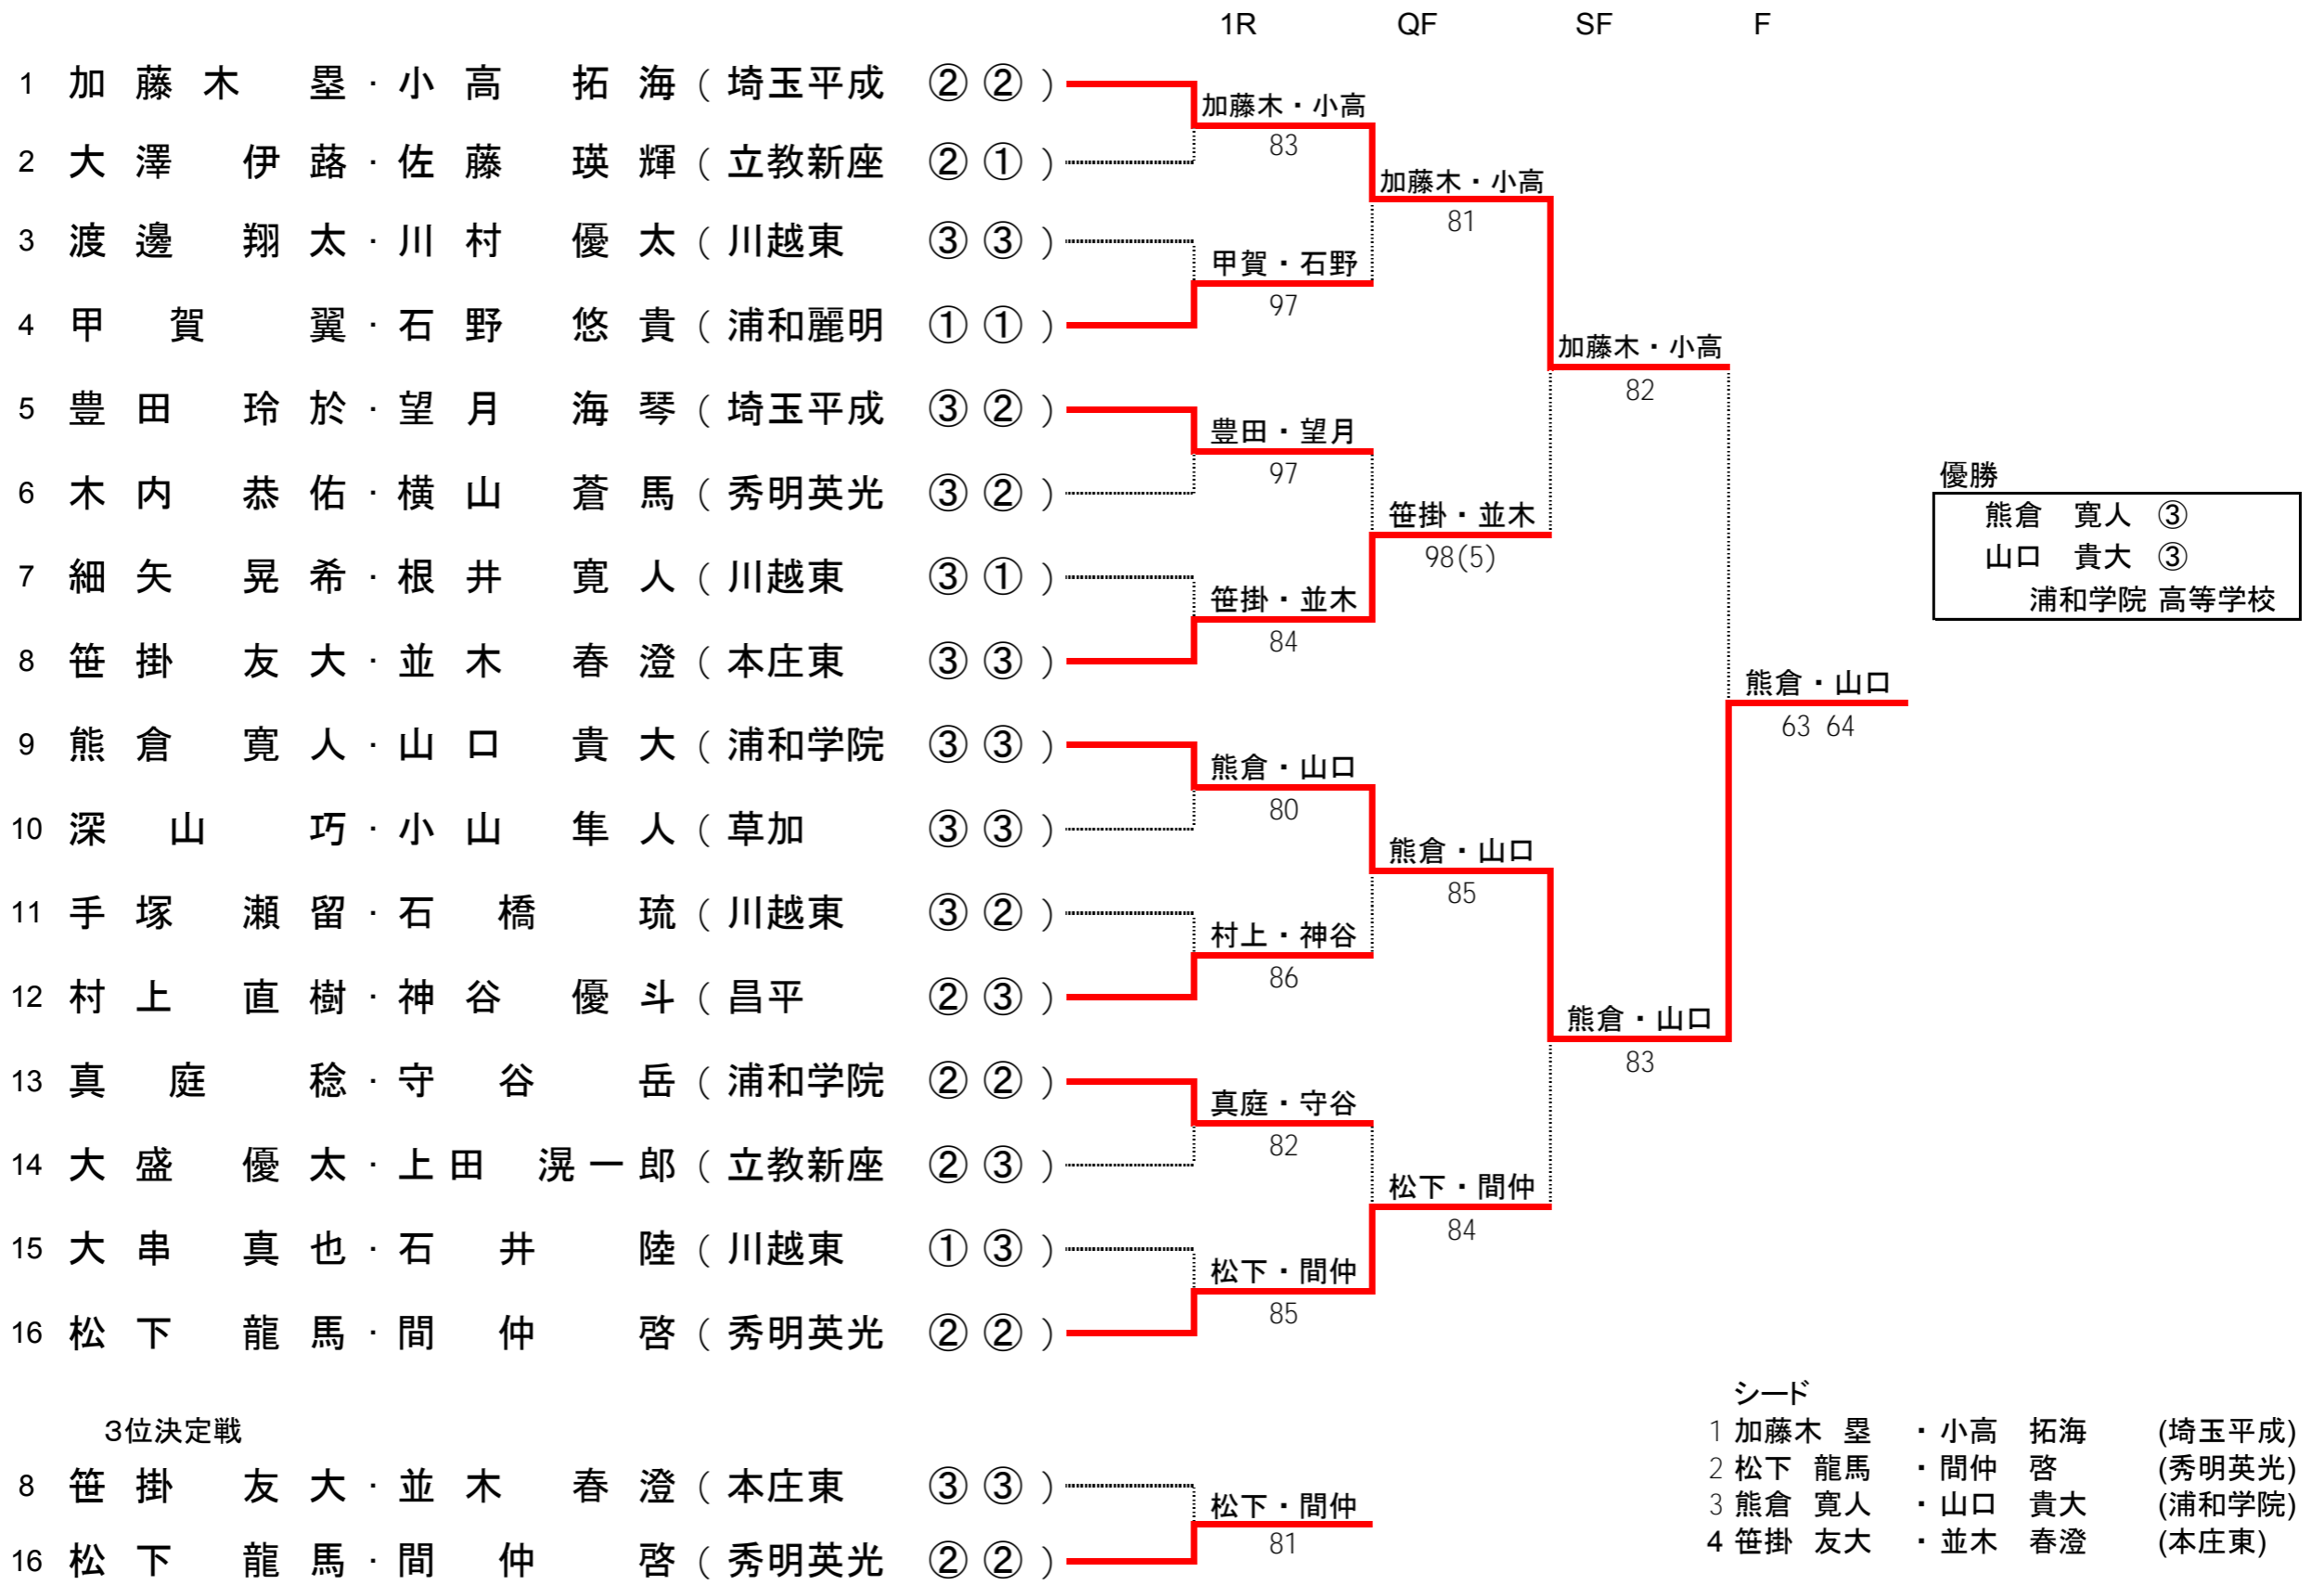 1R QF SF F
1 加藤木 塁・小高 拓海 ( 埼玉平成 ② ② )
加藤木・小高
83
2 大澤 伊蕗・佐藤 瑛輝 ( 立教新座 ② ① )
加藤木・小高
81
3 渡邊 翔太・川村 優太 ( 川越東 ③ ③ )
甲賀・石野
97
4 甲賀 翼・石野 悠貴 ( 浦和麗明 ① ① )
加藤木・小高
82
5 豊田 玲於・望月 海琴 ( 埼玉平成 ③ ② )
豊田・望月
97
6 木内 恭佑・横山 蒼馬 ( 秀明英光 ③ ② )
笹掛・並木
98(5)
7 細矢 晃希・根井 寛人 ( 川越東 ③ ① )
笹掛・並木
84
8 笹掛 友大・並木 春澄 ( 本庄東 ③ ③ )
優勝
熊倉 寛人 ③
山口 貴大 ③
浦和学院 高等学校
熊倉・山口
63 64
9 熊倉 寛人・山口 貴大 ( 浦和学院 ③ ③ )
熊倉・山口
80
10 深山 巧・小山 隼人 ( 草加 ③ ③ )
熊倉・山口
85
11 手塚 瀬留・石橋 琉 ( 川越東 ③ ② )
村上・神谷
86
12 村上 直樹・神谷 優斗 ( 昌平 ② ③ )
熊倉・山口
83
13 真庭 稔・守谷 岳 ( 浦和学院 ② ② )
真庭・守谷
82
14 大盛 優太・上田 滉一郎 ( 立教新座 ② ③ )
松下・間仲
84
15 大串 真也・石井 陸 ( 川越東 ① ③ )
松下・間仲
85
16 松下 龍馬・間仲 啓 ( 秀明英光 ② ② )
3位決定戦
8 笹掛 友大・並木 春澄 ( 本庄東 ③ ③ )
松下・間仲
81
16 松下 龍馬・間仲 啓 ( 秀明英光 ② ② )
シード
1 加藤木 塁 ・小高 拓海 (埼玉平成)
2 松下 龍馬 ・間仲 啓 (秀明英光)
3 熊倉 寛人 ・山口 貴大 (浦和学院)
4 笹掛 友大 ・並木 春澄 (本庄東)